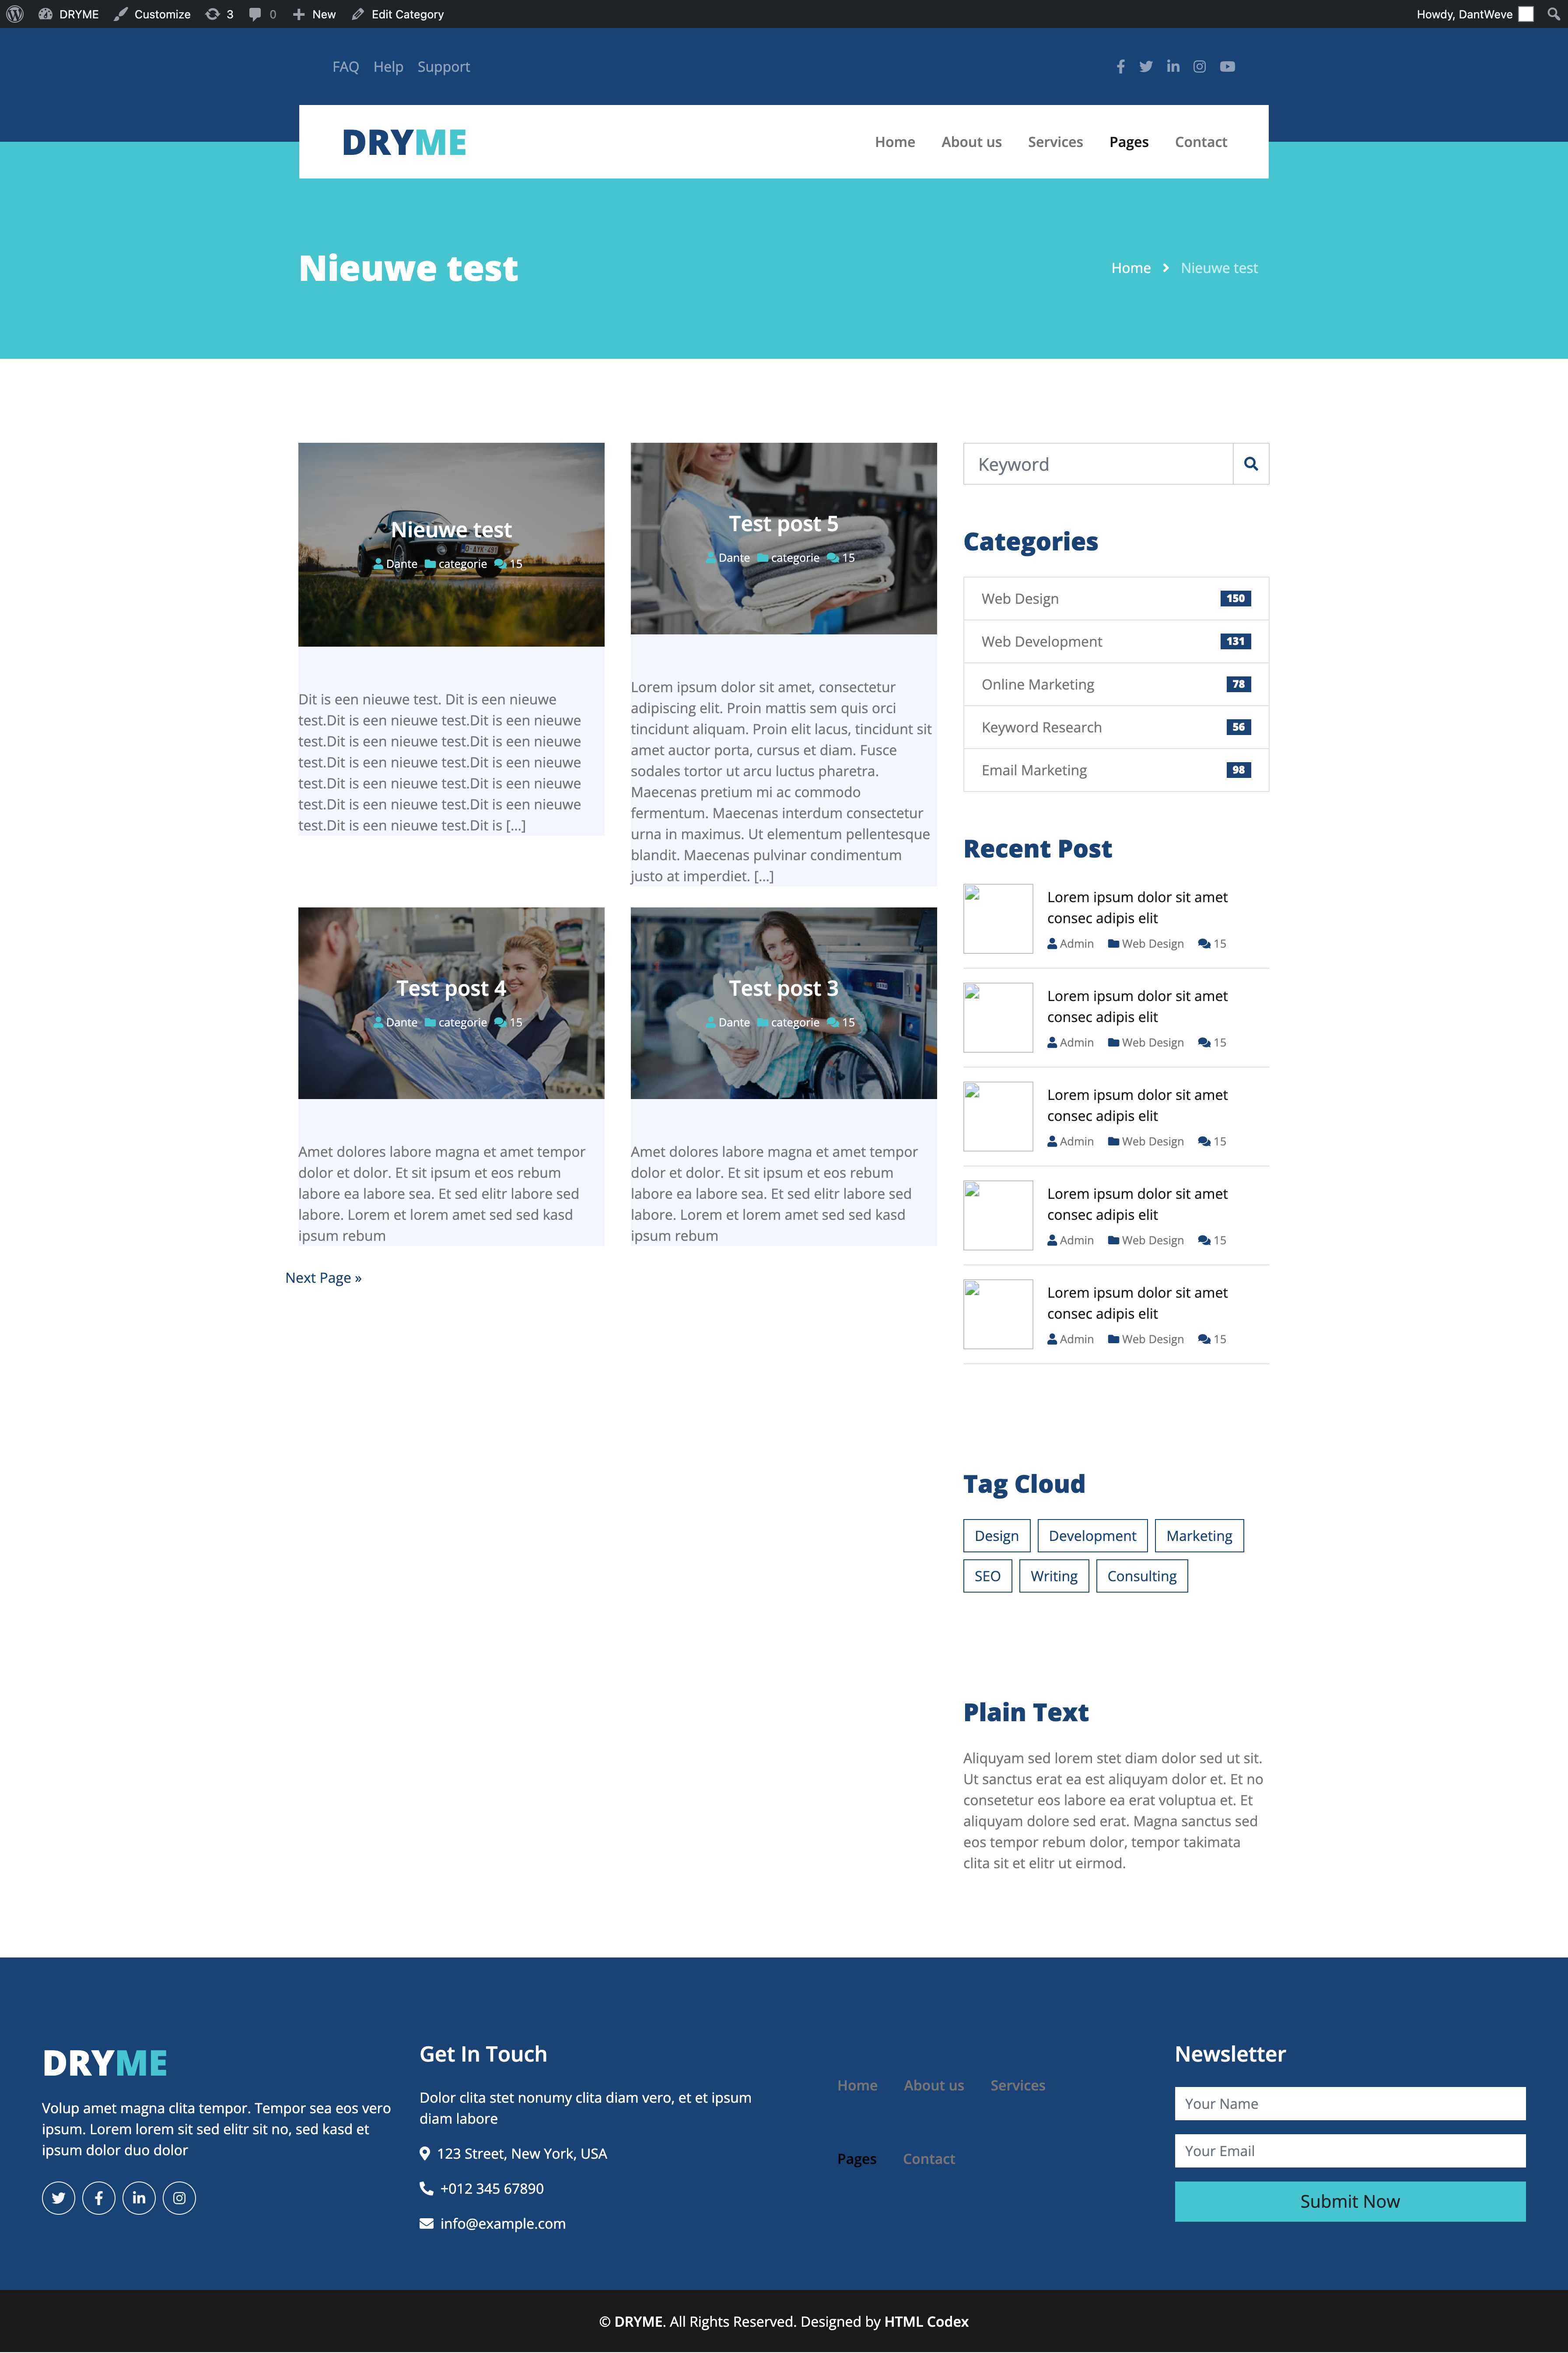 DRYME Customize 3 0 New Edit Category Howdy, DantWeve
FAQ Help Support
DRYME Home About us Services Pages Contact
Nieuwe test Home Nieuwe test
Nieuwe test
Dante categorie 15
Dit is een nieuwe test. Dit is een nieuwe
test.Dit is een nieuwe test.Dit is een nieuwe
test.Dit is een nieuwe test.Dit is een nieuwe
test.Dit is een nieuwe test.Dit is een nieuwe
test.Dit is een nieuwe test.Dit is een nieuwe
test.Dit is een nieuwe test.Dit is een nieuwe
test.Dit is een nieuwe test.Dit is [...]
Test post 5
Dante categorie 15
Lorem ipsum dolor sit amet, consectetur
adipiscing elit. Proin mattis sem quis orci
tincidunt aliquam. Proin elit lacus, tincidunt sit
amet auctor porta, cursus et diam. Fusce
sodales tortor ut arcu luctus pharetra.
Maecenas pretium mi ac commodo
fermentum. Maecenas interdum consectetur
urna in maximus. Ut elementum pellentesque
blandit. Maecenas pulvinar condimentum
justo at imperdiet. [...]
Test post 4
Dante categorie 15
Amet dolores labore magna et amet tempor
dolor et dolor. Et sit ipsum et eos rebum
labore ea labore sea. Et sed elitr labore sed
labore. Lorem et lorem amet sed sed kasd
ipsum rebum
Test post 3
Dante categorie 15
Amet dolores labore magna et amet tempor
dolor et dolor. Et sit ipsum et eos rebum
labore ea labore sea. Et sed elitr labore sed
labore. Lorem et lorem amet sed sed kasd
ipsum rebum
Next Page »
Keyword
Categories
Web Design 150
Web Development 131
Online Marketing 78
Keyword Research 56
Email Marketing 98
Recent Post
Lorem ipsum dolor sit amet
consec adipis elit
Admin Web Design 15
Lorem ipsum dolor sit amet
consec adipis elit
Admin Web Design 15
Lorem ipsum dolor sit amet
consec adipis elit
Admin Web Design 15
Lorem ipsum dolor sit amet
consec adipis elit
Admin Web Design 15
Lorem ipsum dolor sit amet
consec adipis elit
Admin Web Design 15
Tag Cloud
Design Development Marketing
SEO Writing Consulting
Plain Text
Aliquyam sed lorem stet diam dolor sed ut sit.
Ut sanctus erat ea est aliquyam dolor et. Et no
consetetur eos labore ea erat voluptua et. Et
aliquyam dolore sed erat. Magna sanctus sed
eos tempor rebum dolor, tempor takimata
clita sit et elitr ut eirmod.
DRYME
Volup amet magna clita tempor. Tempor sea eos vero
ipsum. Lorem lorem sit sed elitr sit no, sed kasd et
ipsum dolor duo dolor
Get In Touch
Dolor clita stet nonumy clita diam vero, et et ipsum
diam labore
123 Street, New York, USA
+012 345 67890
info@example.com
Home About us Services
Pages Contact
Newsletter
Your Name
Your Email
Submit Now
© DRYME. All Rights Reserved. Designed by HTML Codex